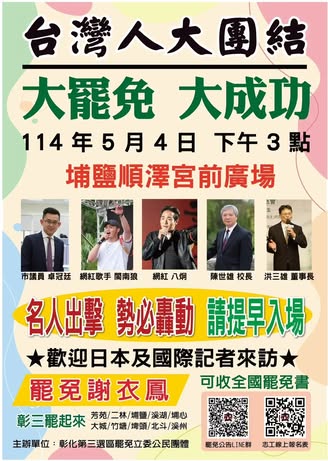 台灣人大團結
大罷免 大成功
114年5月4日 下午3點
埔鹽順澤宮前廣場
市議員 卓冠廷
網紅歌手 閩南狼
網紅 八炯
陳世雄 校長
洪三雄 董事長
名人出擊 勢必轟動 請提早入場
★歡迎日本及國際記者來訪★
罷免謝衣鳳
可收全國罷免書
彰三罷起來
芳苑/二林/埔鹽/溪湖/埔心
大城/竹塘/埤頭/北斗/溪州
主辦單位：彰化第三選區罷免立委公民團體
罷免公告LINE群
志工線上報名表